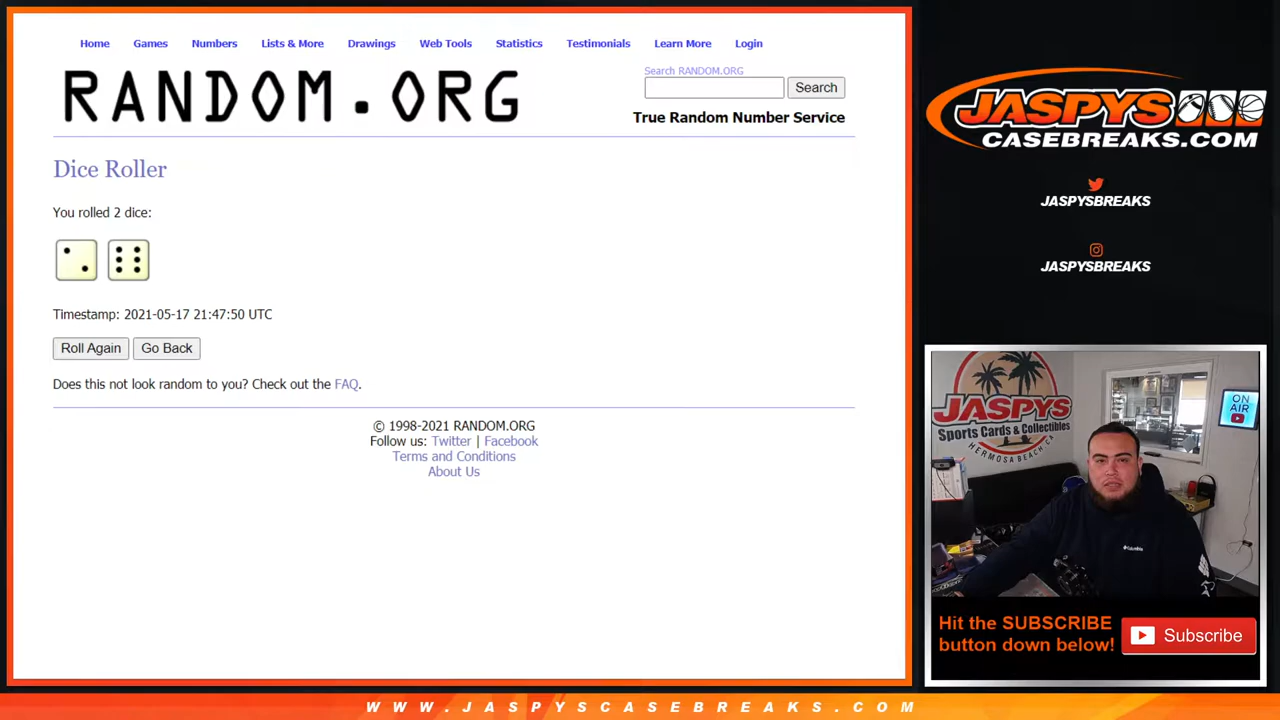 Home Games Numbers Lists & More Drawings Web Tools Statistics Testimonials Learn More Login
RANDOM.ORG
Search RANDOM.ORG
Search
True Random Number Service
Dice Roller
You rolled 2 dice:
Timestamp: 2021-05-17 21:47:50 UTC
Roll Again Go Back
Does this not look random to you? Check out the FAQ.
© 1998-2021 RANDOM.ORG
Follow us: Twitter | Facebook
Terms and Conditions
About Us
JASPYS
CASEBREAKS.COM
JASPYSBREAKS
JASPYSBREAKS
JASPYS
Sports Cards & Collectibles
HERMOSA BEACH, CA
ON
AIR
Columbia
Hit the SUBSCRIBE
button down below!
Subscribe
WWW.JASPYSCASEBREAKS.COM